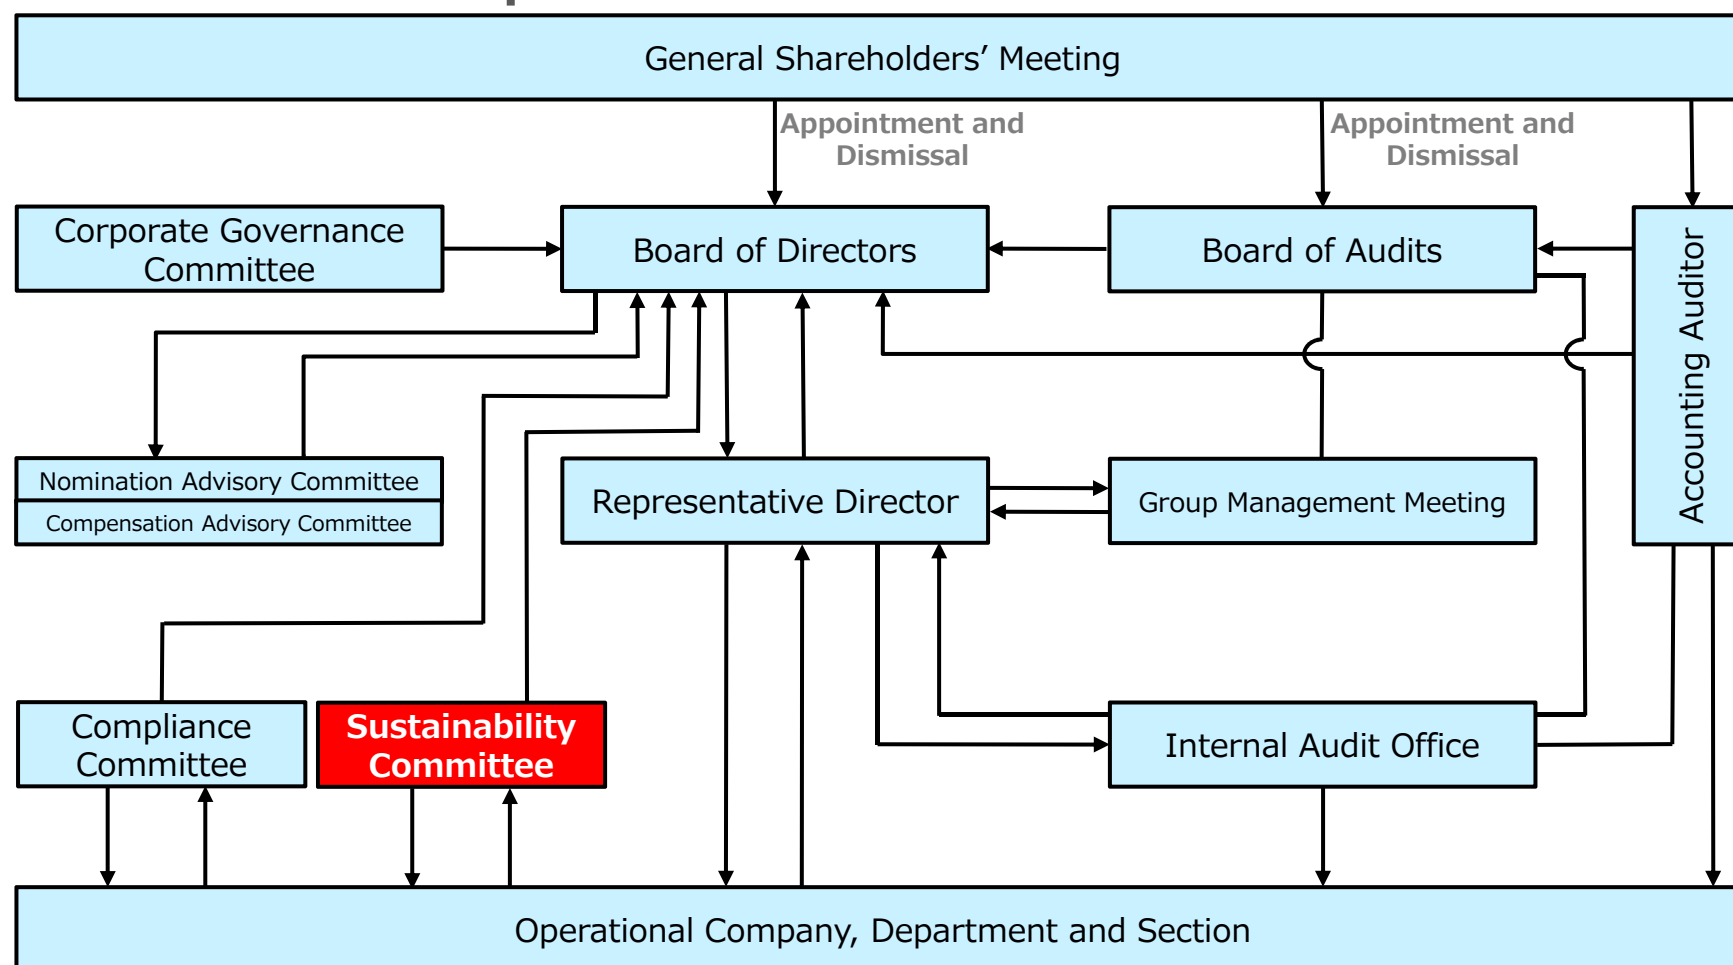 General Shareholders’ Meeting
Appointment and
Dismissal
Appointment and
Dismissal
Corporate Governance
Committee
Board of Directors
Board of Audits
Accounting Auditor
Nomination Advisory Committee
Compensation Advisory Committee
Representative Director
Group Management Meeting
Compliance
Committee
Sustainability
Committee
Internal Audit Office
Operational Company, Department and Section